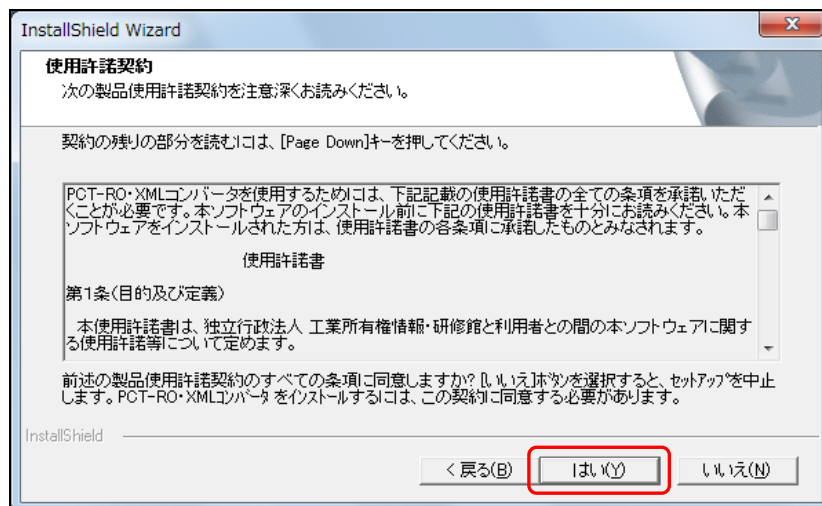 InstallShield Wizard
使用許諾契約
次の製品使用許諾契約を注意深くお読みください。
契約の残りの部分を読むには、[Page Down]キーを押してください。
PCT-RO・XMLコンバータを使用するためには、下記記載の使用許諾書の全ての条項を承諾いただ
くことが必要です。本ソフトウェアのインストール前に下記の使用許諾書を十分にお読みください。本
ソフトウェアをインストールされた方は、使用許諾書の各条項に承諾したものとみなされます。
使用許諾書
第1条(目的及び定義)
本使用許諾書は、独立行政法人 工業所有権情報・研修館と利用者との間の本ソフトウェアに関す
る使用許諾等について定めます。
前述の製品使用許諾契約のすべての条項に同意しますか? [いいえ]ﾎﾞﾀﾝを選択すると、ｾｯﾄｱｯﾌﾟを中止
します。PCT-RO・XMLｺﾝﾊﾞｰﾀ をｲﾝｽﾄｰﾙするには、この契約に同意する必要があります。
InstallShield
< 戻る(B) はい(Y) いいえ(N)